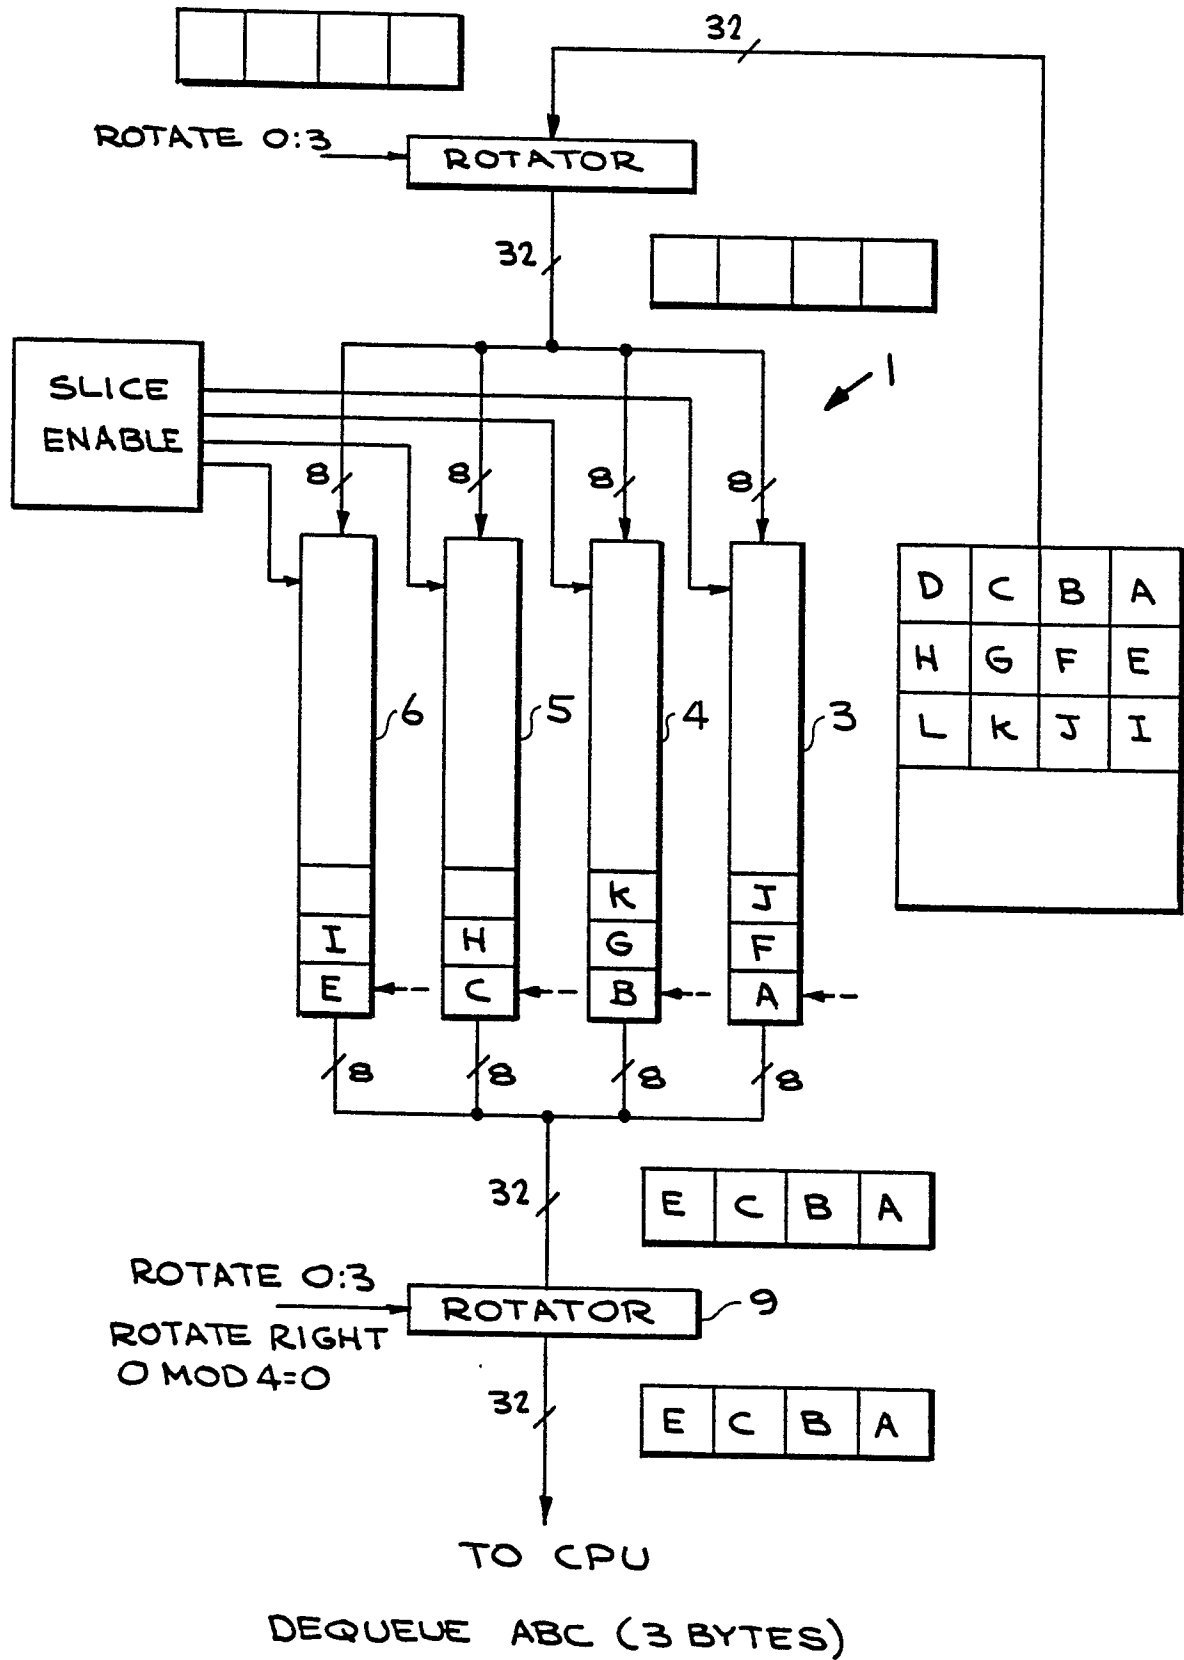 32
ROTATE 0:3
ROTATOR
32
1
SLICE
ENABLE
8 8 8 8
D C B A
H G F E
L K J I
6 5 4 3
K J
I H G F
E C B A
8 8 8 8
32
E C B A
ROTATE 0:3
ROTATOR
9
ROTATE RIGHT
0 MOD 4=0
32
E C B A
TO CPU
DEQUEUE ABC (3 BYTES)